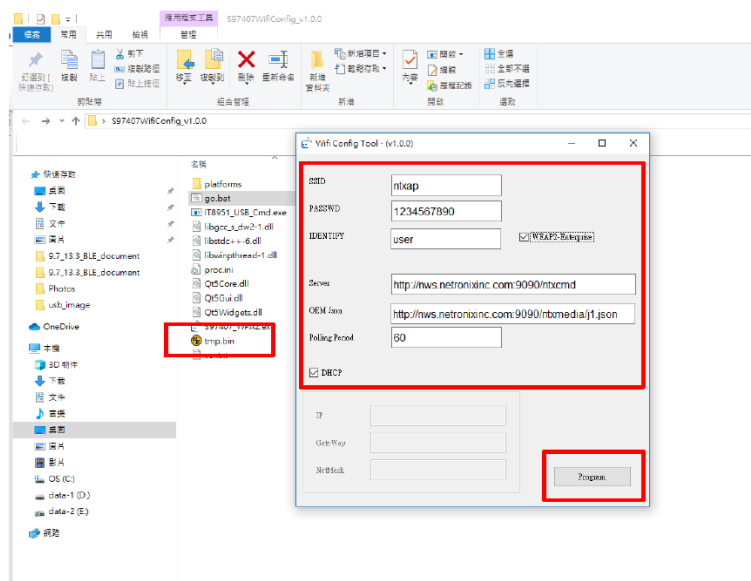 應用程式工具
S97407WifiConfig_v1.0.0
檔案
常用
共用
檢視
管理
釘選到 [
快速存取]
複製
貼上
剪下
複製路徑
貼上捷徑
剪貼簿
移至
複製到
刪除
重新命名
組合管理
新增
資料夾
新增項目
輕鬆存取
新增
內容
開啟
編輯
歷程記錄
開啟
全選
全部不選
反向選擇
選取
S97407WifiConfig_v1.0.0
快速存取
桌面
下載
文件
圖片
9.7_13.3_BLE_document
9.7_13.3_BLE_document
Photos
usb_image
OneDrive
本機
3D 物件
下載
文件
音樂
桌面
圖片
影片
OS (C:)
data-1 (D:)
data-2 (E:)
網路
名稱
platforms
go.bat
IT8951_USB_Cmd.exe
libgcc_s_dw2-1.dll
libstdc++-6.dll
libwinpthread-1.dll
proc.ini
Qt5Core.dll
Qt5Gui.dll
Qt5Widgets.dll
tmp.bin
Wifi Config Tool - (v1.0.0)
SSID
ntxap
PASSWD
1234567890
IDENTIFY
user
WPAP2-Enterprise
Server
http://nws.netronixinc.com:9090/ntxcmd
OEM Json
http://nws.netronixinc.com:9090/ntxmedia/j1.json
Polling Period
60
DHCP
IP
GateWay
NetMask
Program